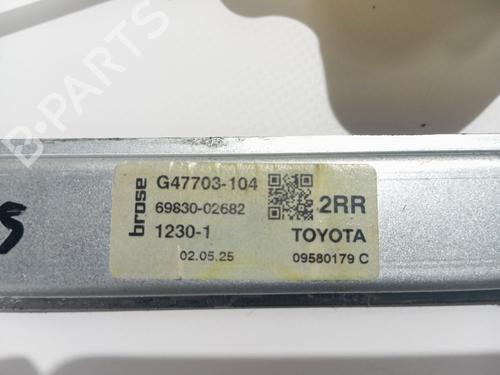 B-PARTS
S
brose
G47703-104
69830-02682
2RR
1230-1
TOYOTA
02.05.25
09580179 C